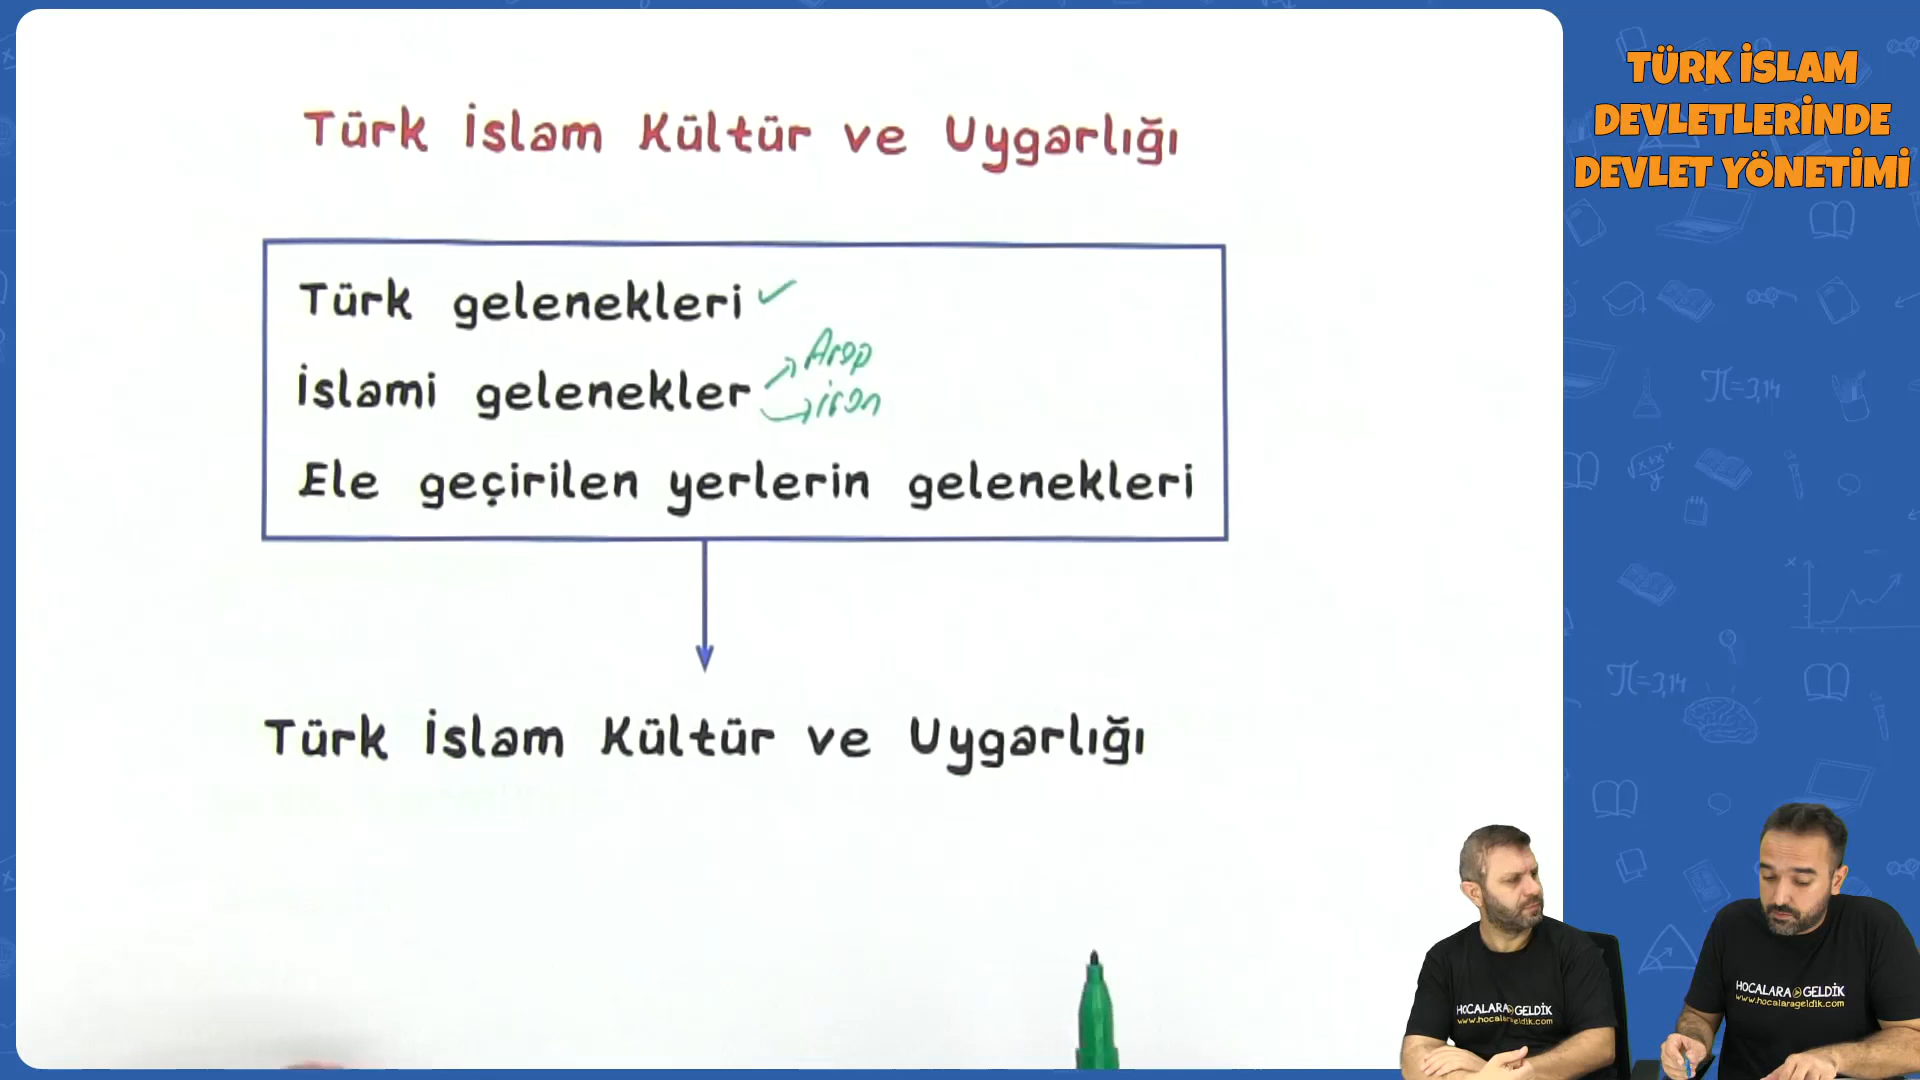 Türk İslam Kültür ve Uygarlığı
Türk gelenekleri
Arap
İslami gelenekler
iran
Ele geçirilen yerlerin gelenekleri
Türk İslam Kültür ve Uygarlığı
TÜRK İSLAM
DEVLETLERİNDE
DEVLET YÖNETİMİ
π=3,14
π=3,14
HOCALARA GELDİK
www.hocalarageldik.com
HOCALARA GELDİK
www.hocalarageldik.com